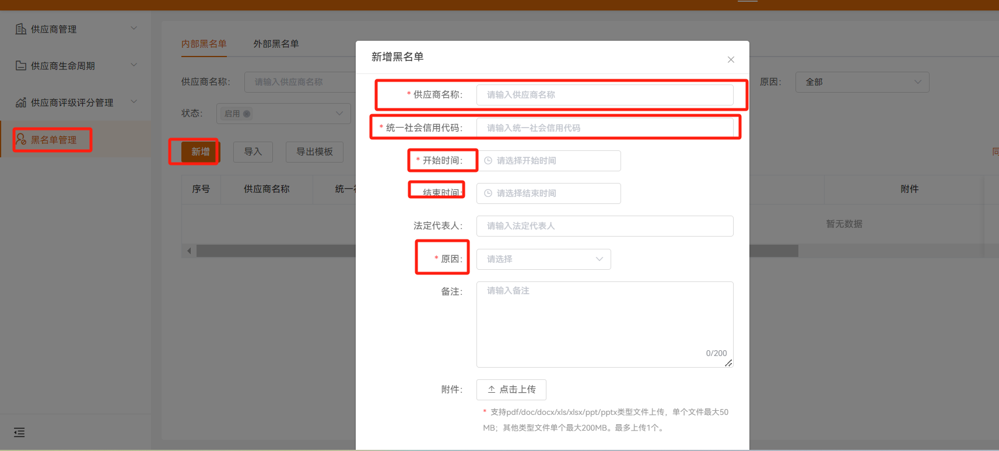 供应商管理
供应商生命周期
供应商评级评分管理
黑名单管理
内部黑名单
外部黑名单
供应商名称：
请输入供应商名称
原因：
全部
状态：
启用
新增
导入
导出模板
序号
供应商名称
统一
附件
暂无数据
新增黑名单
* 供应商名称：
请输入供应商名称
* 统一社会信用代码：
请输入统一社会信用代码
* 开始时间：
请选择开始时间
结束时间：
请选择结束时间
法定代表人：
请输入法定代表人
* 原因：
请选择
备注：
请输入备注
0/200
附件：
点击上传
* 支持pdf/doc/docx/xls/xlsx/ppt/pptx类型文件上传，单个文件最大50
MB；其他类型文件单个最大200MB。最多上传1个。